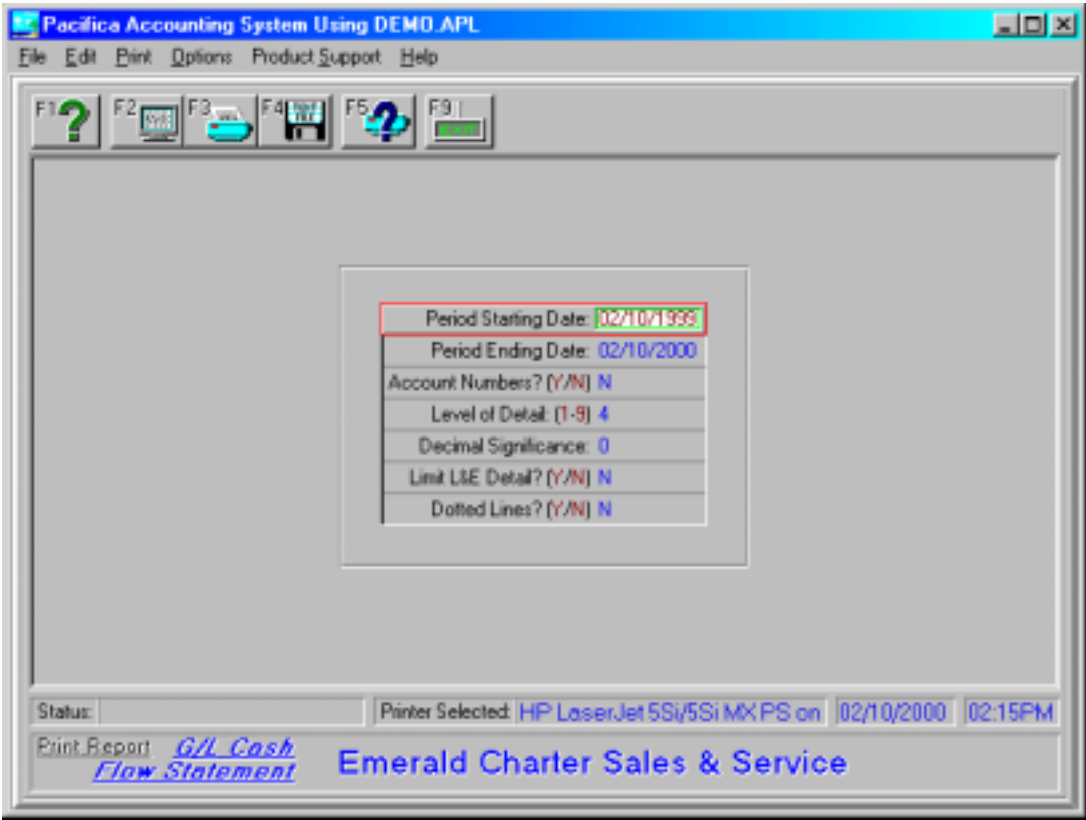 Pacifica Accounting System Using DEMO.APL
File Edit Print Options Product Support Help
F1 F2 F3 F4 F5 F9
Period Starting Date: 02/10/1999
Period Ending Date: 02/10/2000
Account Numbers? (Y/N) N
Level of Detail: (1-9) 4
Decimal Significance: 0
Limit L&E Detail? (Y/N) N
Dotted Lines? (Y/N) N
Status: Printer Selected: HP LaserJet 5Si/5Si MX PS on 02/10/2000 02:15PM
Print Report G/L Cash
Flow Statement
Emerald Charter Sales & Service